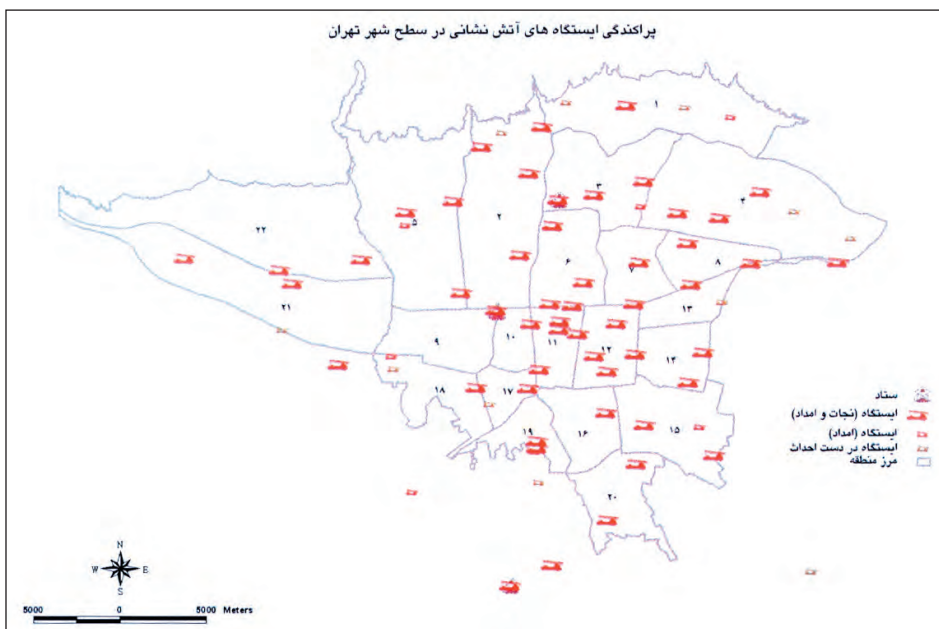 پراکندگی ایستگاه های آتش نشانی در سطح شهر تهران
۱
۳
۴
۲
۵
۲۲
۶
۷
۸
۲۱
۱۳
۹
۱۰
۱۱
۱۲
۱۴
۱۸
۱۷
۱۹
۱۶
۱۵
۲۰
ستاد
ایستگاه (نجات و امداد)
ایستگاه (امداد)
ایستگاه در دست احداث
مرز منطقه
N
W E
S
5000 0 5000 Meters